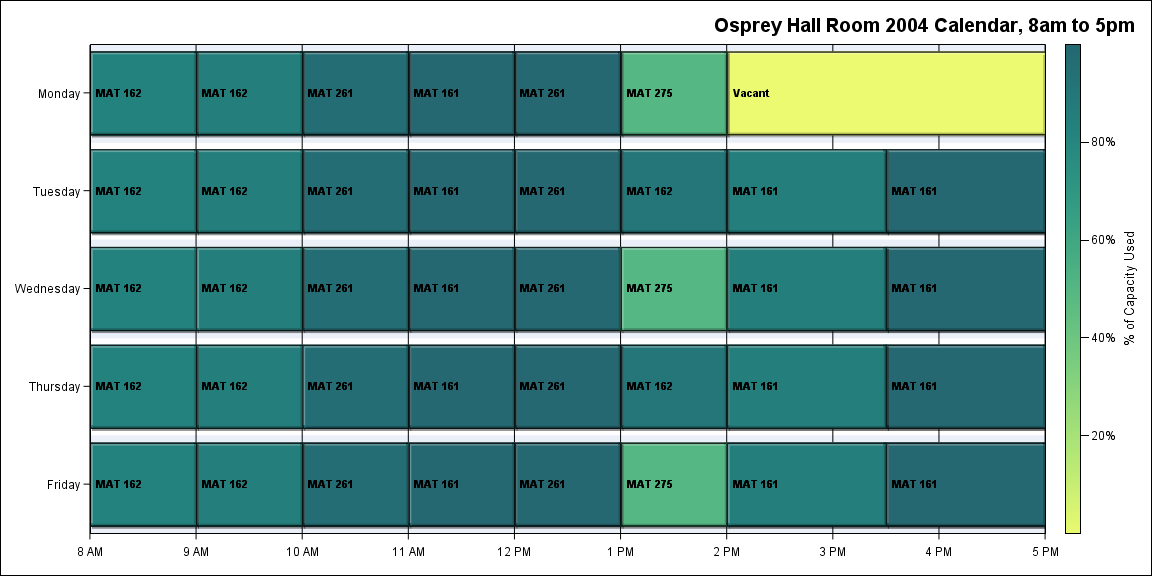 Osprey Hall Room 2004 Calendar, 8am to 5pm
Monday MAT 162 MAT 162 MAT 261 MAT 161 MAT 261 MAT 275 Vacant
80%
Tuesday MAT 162 MAT 162 MAT 261 MAT 161 MAT 261 MAT 162 MAT 161 MAT 161
60%
Wednesday MAT 162 MAT 162 MAT 261 MAT 161 MAT 261 MAT 275 MAT 161 MAT 161
% of Capacity Used
40%
Thursday MAT 162 MAT 162 MAT 261 MAT 161 MAT 261 MAT 162 MAT 161 MAT 161
20%
Friday MAT 162 MAT 162 MAT 261 MAT 161 MAT 261 MAT 275 MAT 161 MAT 161
8 AM 9 AM 10 AM 11 AM 12 PM 1 PM 2 PM 3 PM 4 PM 5 PM